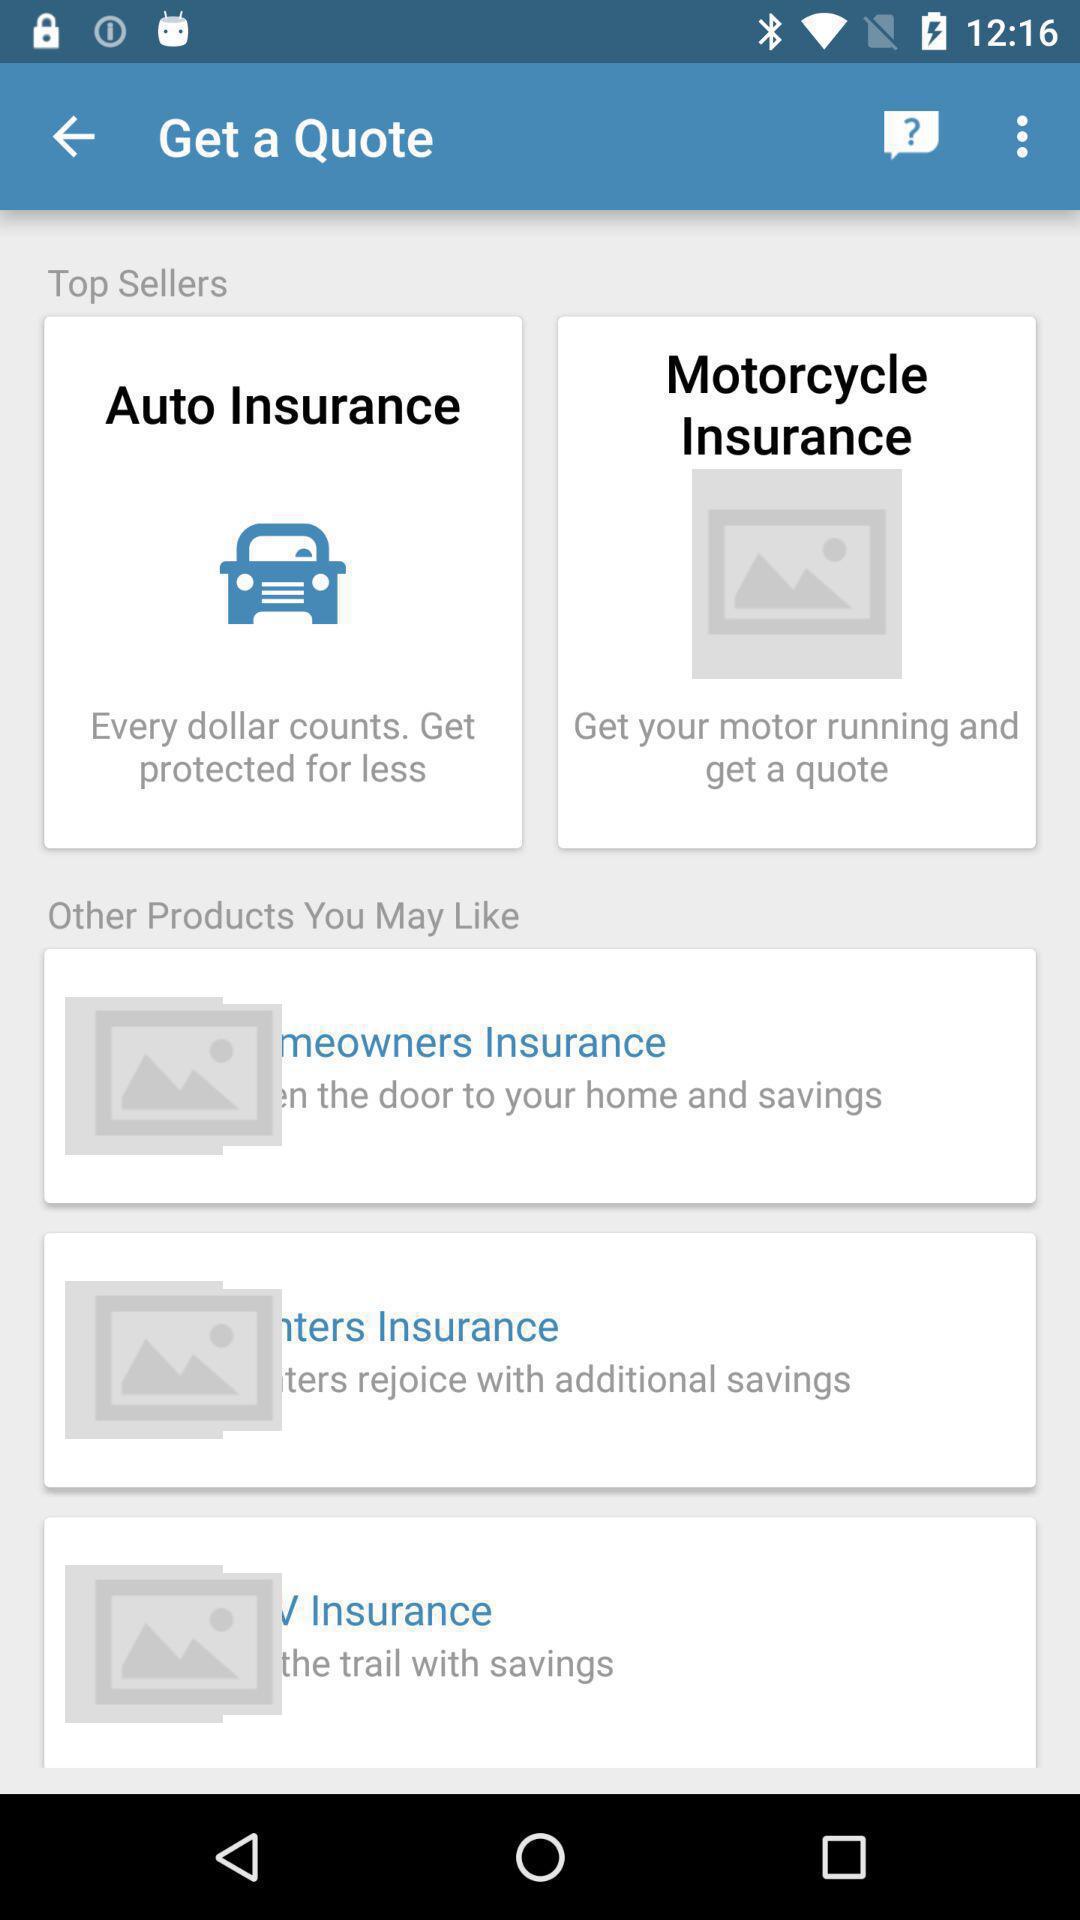 12:16
Get a Quote
?
Top Sellers
Auto Insurance
Every dollar counts. Get
protected for less
Motorcycle
Insurance
Get your motor running and
get a quote
Other Products You May Like
meowners Insurance
en the door to your home and savings
nters Insurance
ters rejoice with additional savings
V Insurance
the trail with savings